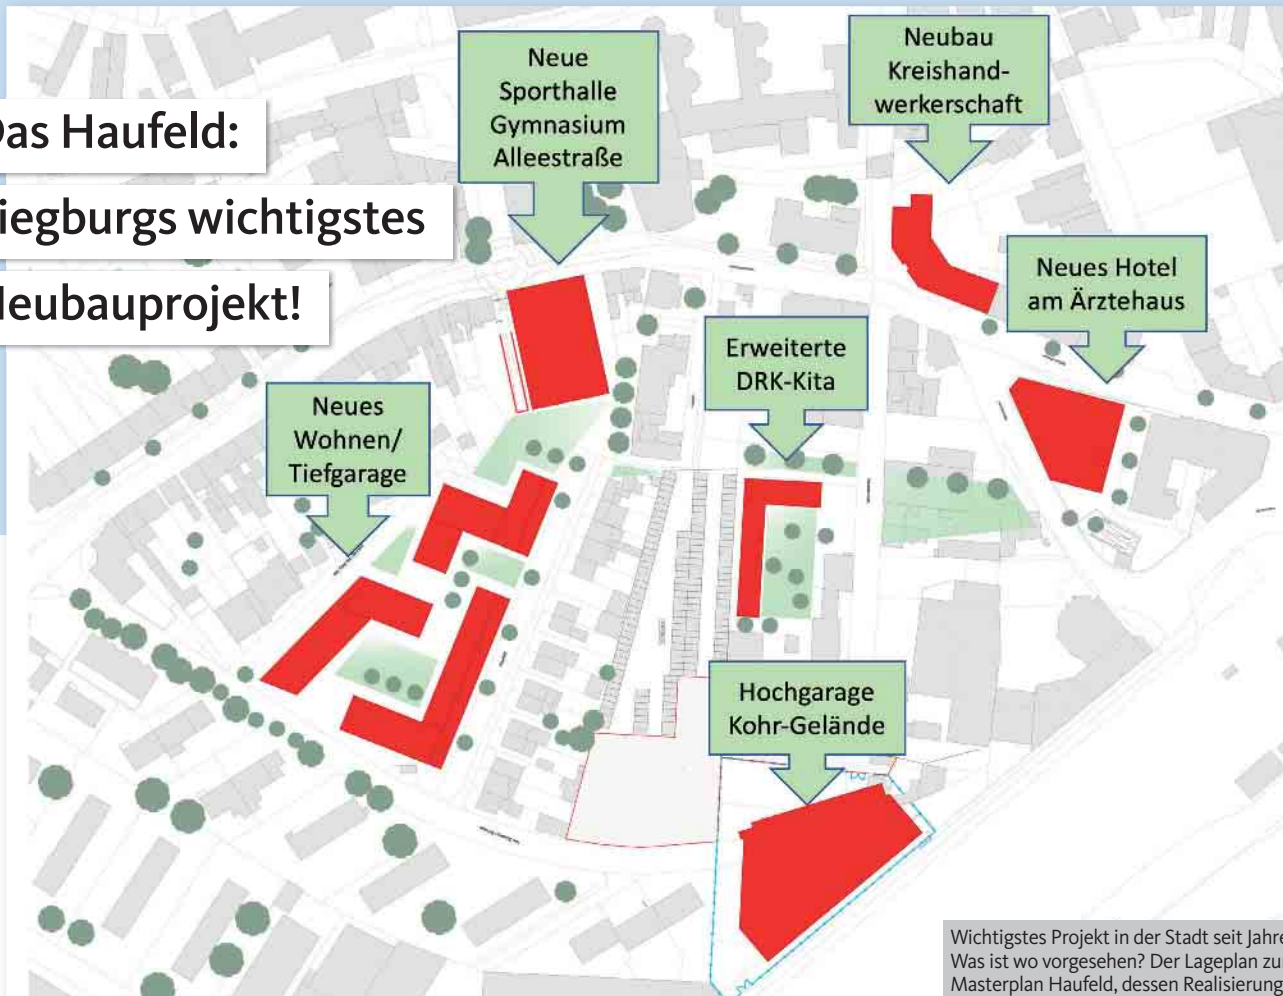 Das Haufeld:
Siegburgs wichtigstes
Neubauprojekt!
Neue
Sporthalle
Gymnasium
Alleestraße
Neubau
Kreishand-
werkerschaft
Neues Hotel
am Ärztehaus
Erweiterte
DRK-Kita
Neues
Wohnen/
Tiefgarage
Hochgarage
Kohr-Gelände
Wichtigstes Projekt in der Stadt seit Jahre
Was ist wo vorgesehen? Der Lageplan zu
Masterplan Haufeld, dessen Realisierung